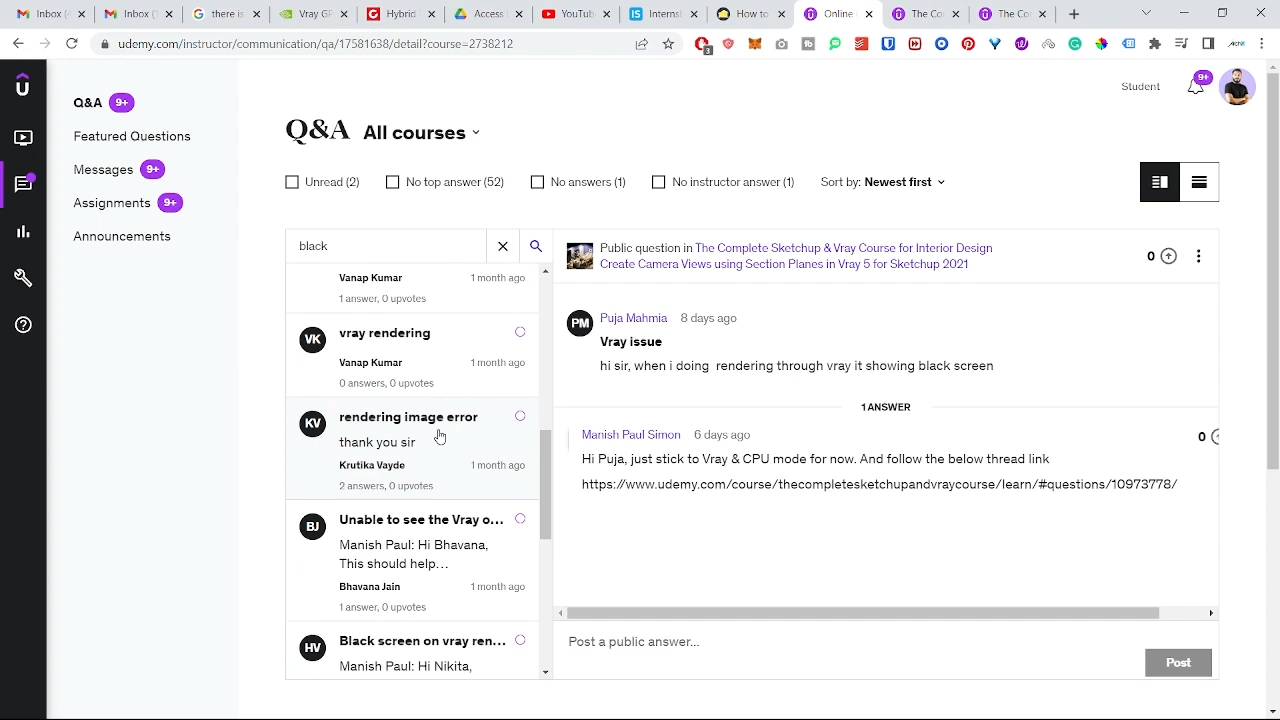 Inbox (
Inbox (
there is
Vray GP
Hybrid
Access
YouTub
Internsh
How to
Online
The Co
The Co
udemy.com/instructor/communication/qa/17581638/detail?course=2738212
Q&A 9+
Featured Questions
Messages 9+
Assignments 9+
Announcements
Student 9+
Q&A All courses
Unread (2) No top answer (52) No answers (1) No instructor answer (1) Sort by: Newest first
black
Vanap Kumar 1 month ago
1 answer, 0 upvotes
VK vray rendering
Vanap Kumar 1 month ago
0 answers, 0 upvotes
KV rendering image error
thank you sir
Krutika Vayde 1 month ago
2 answers, 0 upvotes
BJ Unable to see the Vray o...
Manish Paul: Hi Bhavana,
This should help...
Bhavana Jain 1 month ago
1 answer, 0 upvotes
HV Black screen on vray ren...
Manish Paul: Hi Nikita,
Public question in The Complete Sketchup & Vray Course for Interior Design
Create Camera Views using Section Planes in Vray 5 for Sketchup 2021
0
PM Puja Mahmia 8 days ago
Vray issue
hi sir, when i doing rendering through vray it showing black screen
1 ANSWER
Manish Paul Simon 6 days ago
0
Hi Puja, just stick to Vray & CPU mode for now. And follow the below thread link
https://www.udemy.com/course/thecompletesketchupandvraycourse/learn/#questions/10973778/
Post a public answer...
Post